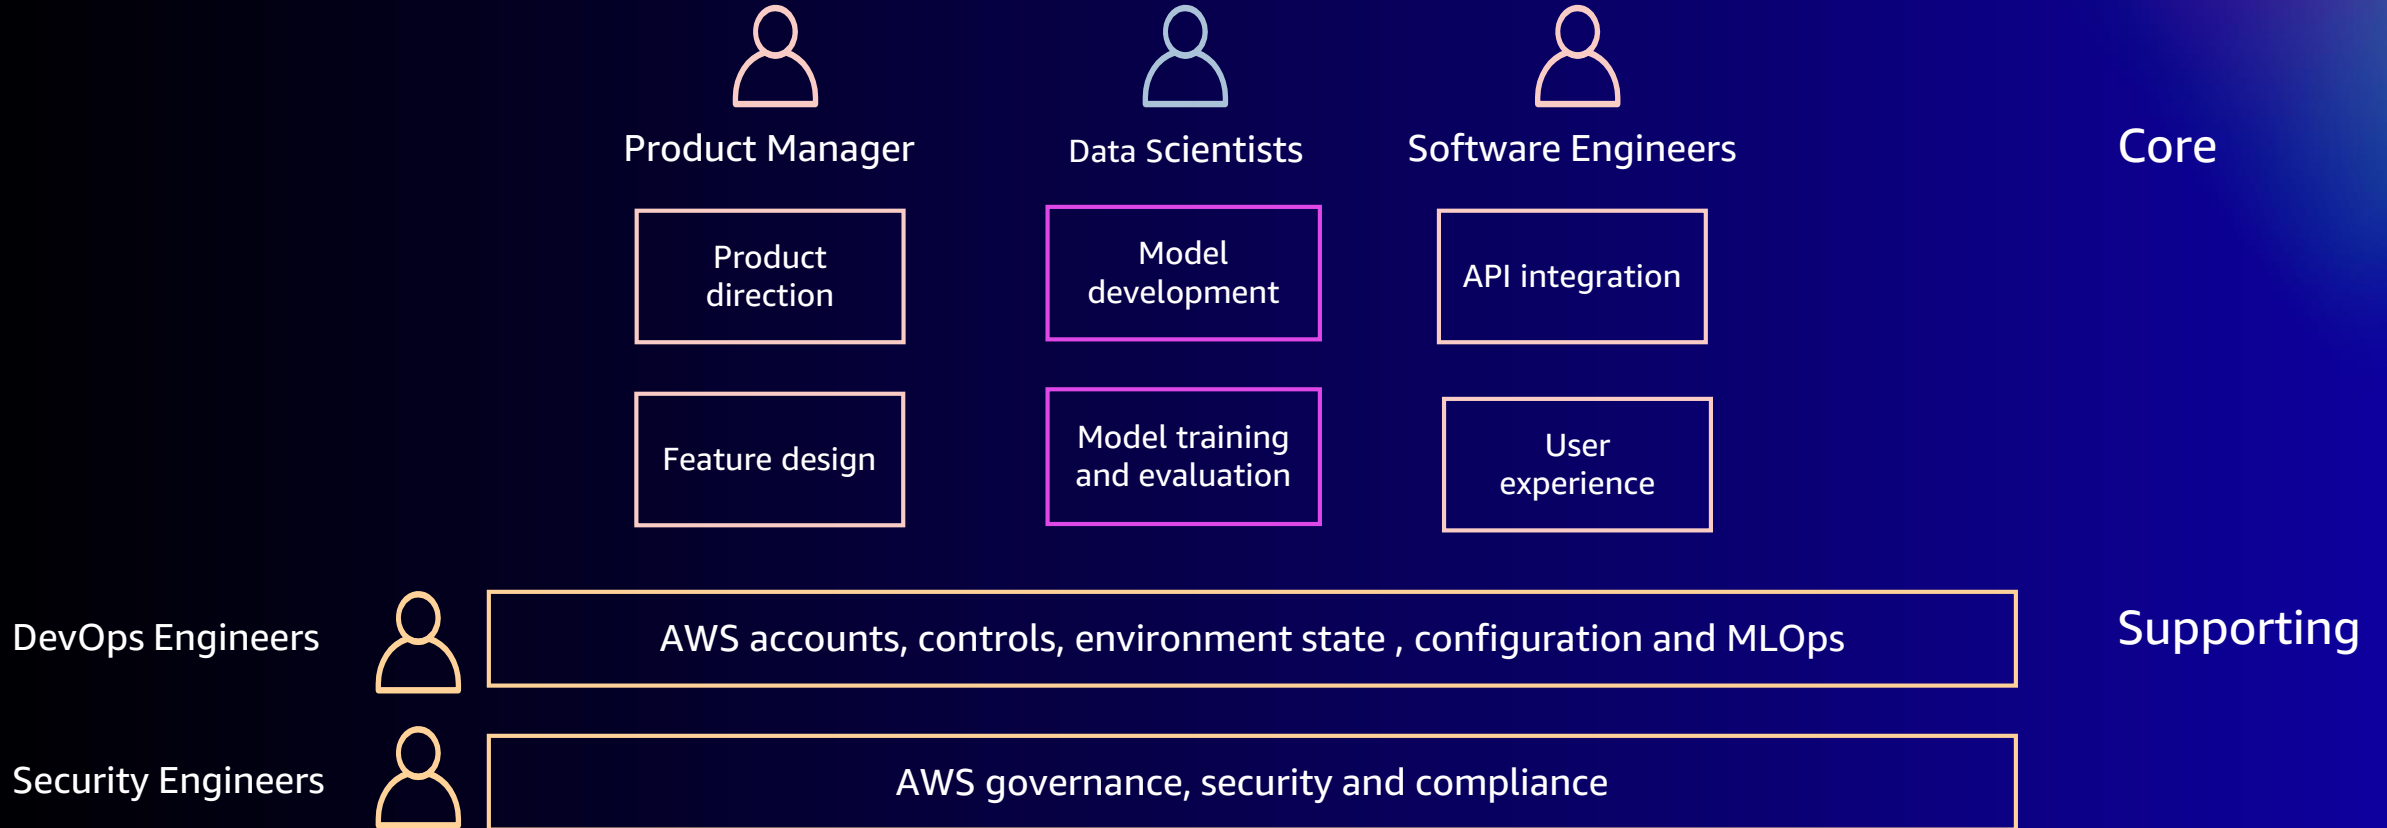 Product Manager
Data Scientists
Software Engineers
Core
Product
direction
Model
development
API integration
Feature design
Model training
and evaluation
User
experience
DevOps Engineers
AWS accounts, controls, environment state , configuration and MLOps
Supporting
Security Engineers
AWS governance, security and compliance